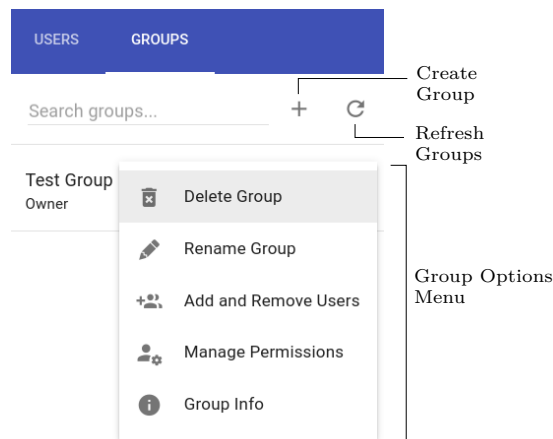 USERS GROUPS
Search groups...
Create
Group
Refresh
Groups
Test Group
Owner
Delete Group
Rename Group
Add and Remove Users
Manage Permissions
Group Info
Group Options
Menu